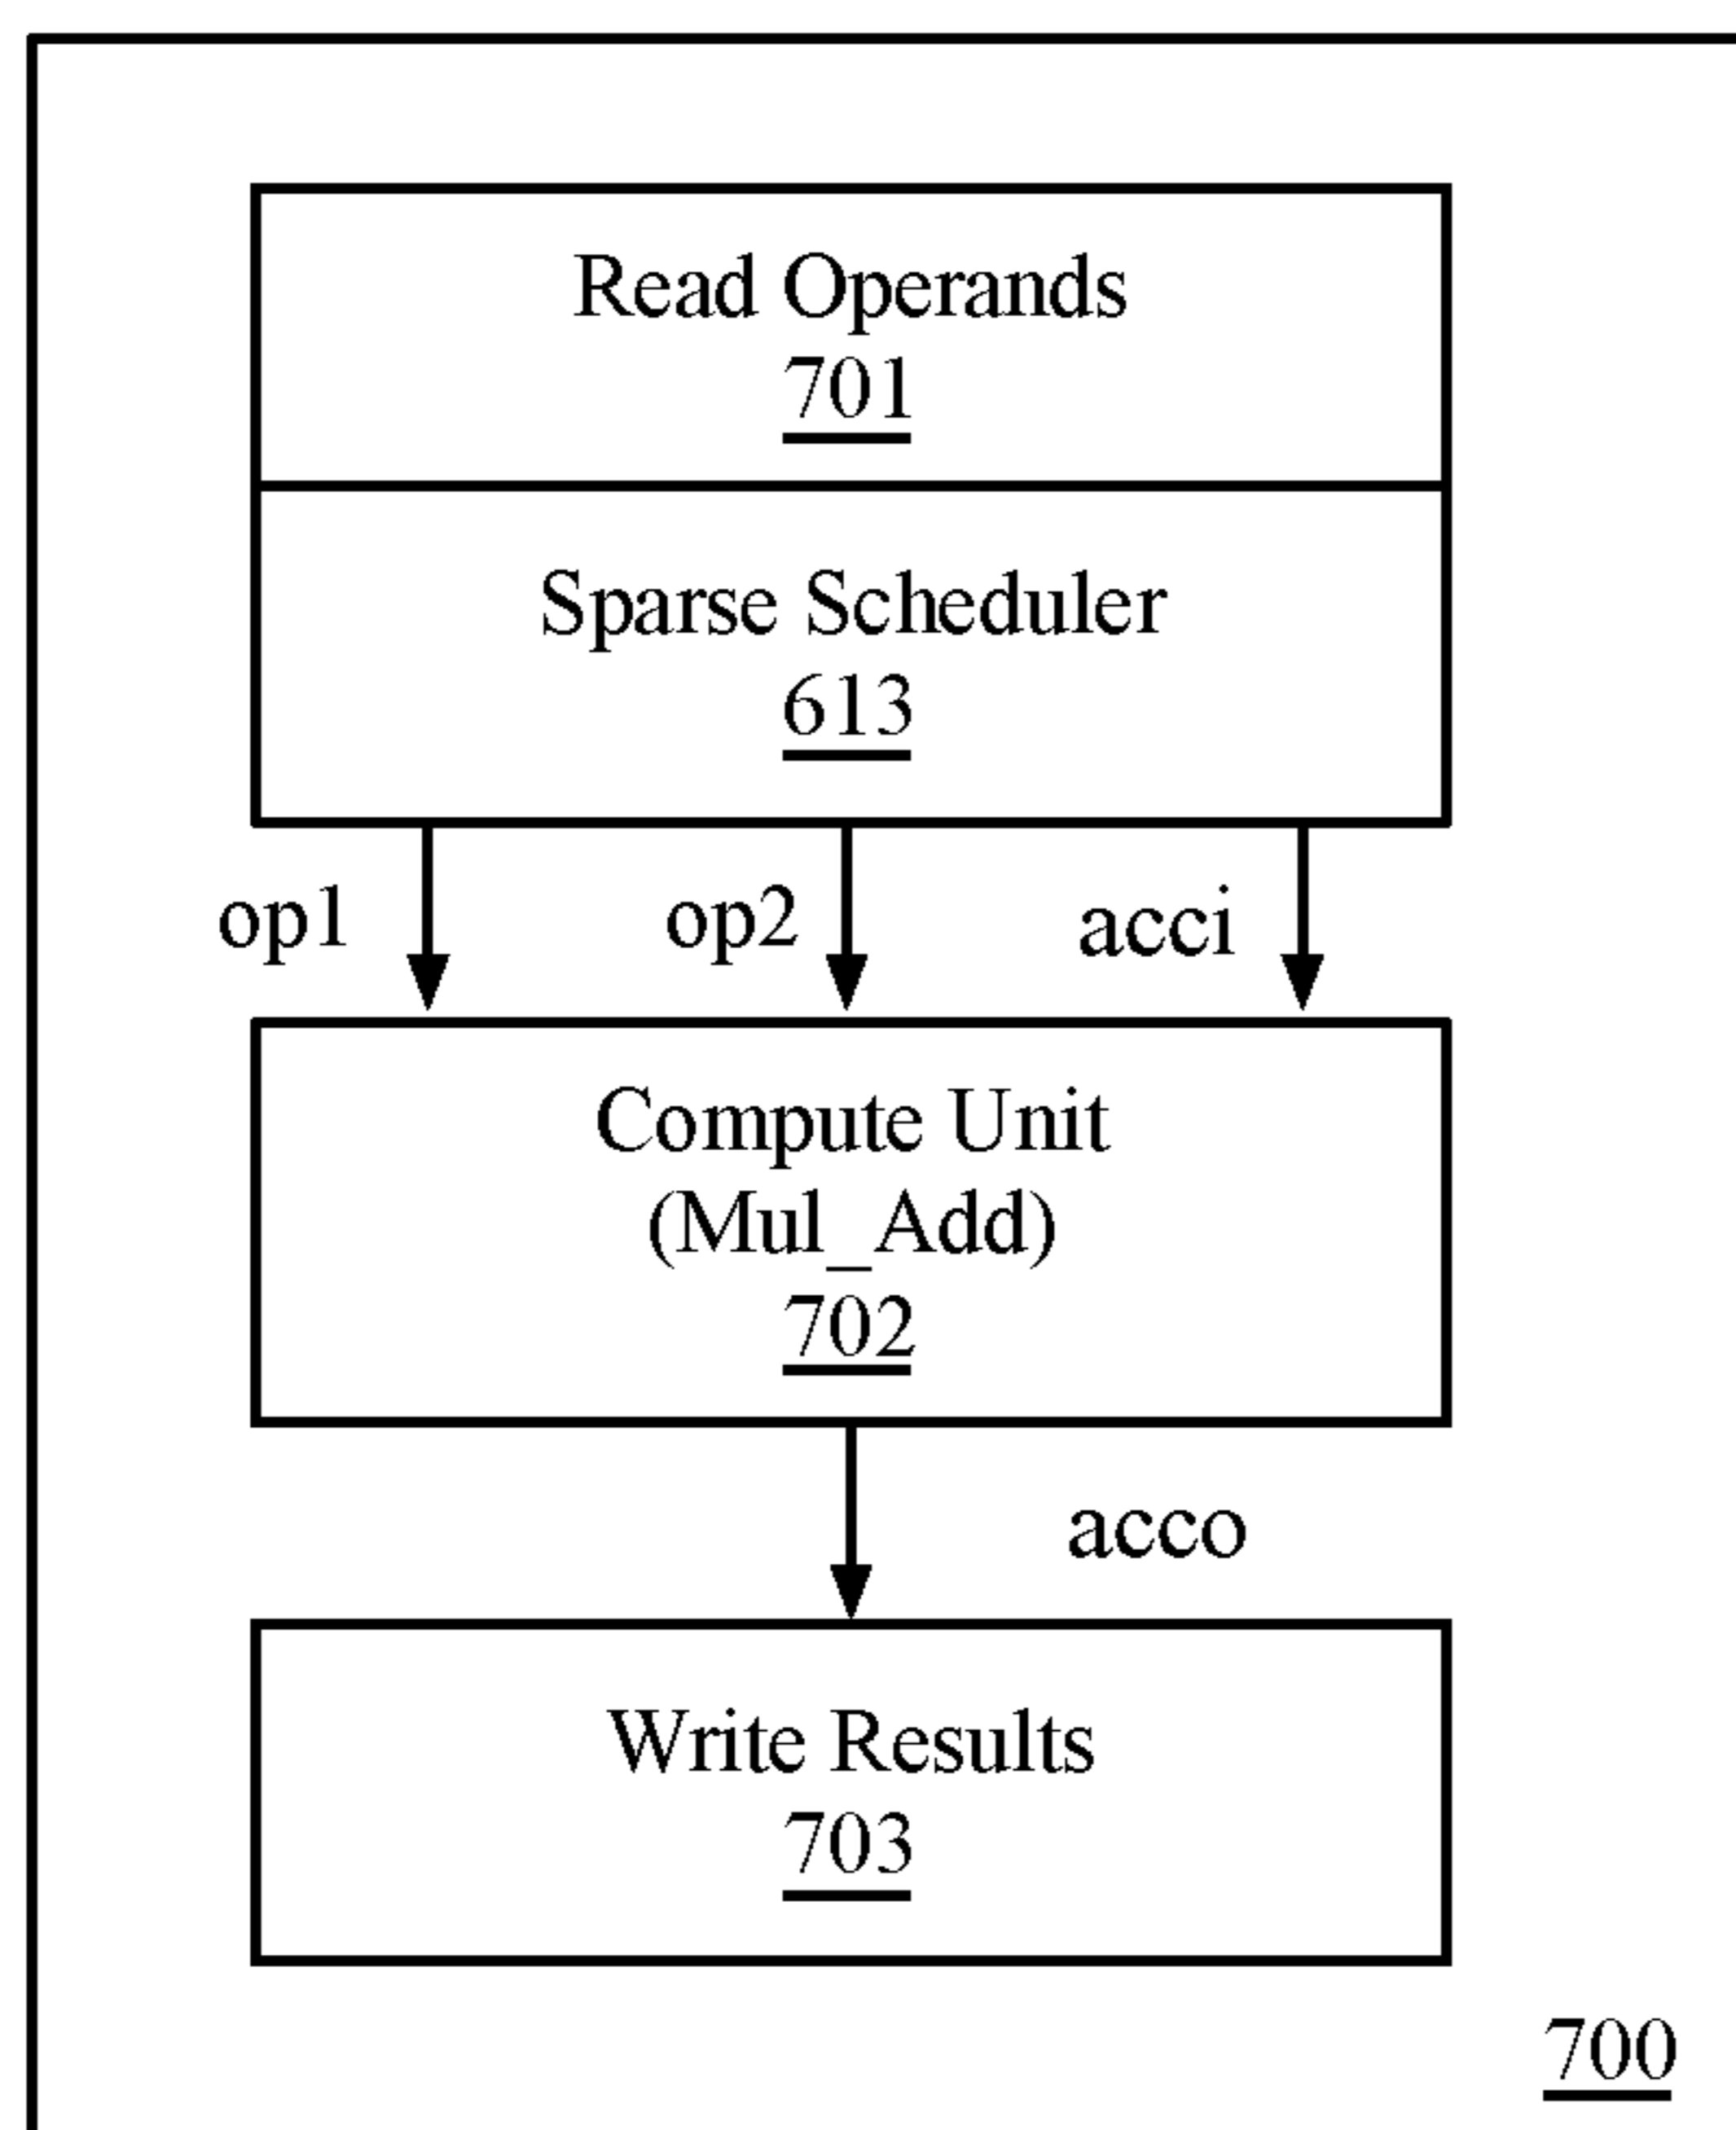 Read Operands
701
Sparse Scheduler
613
op1 op2 acci
Compute Unit
(Mul_Add)
702
acco
Write Results
703
700